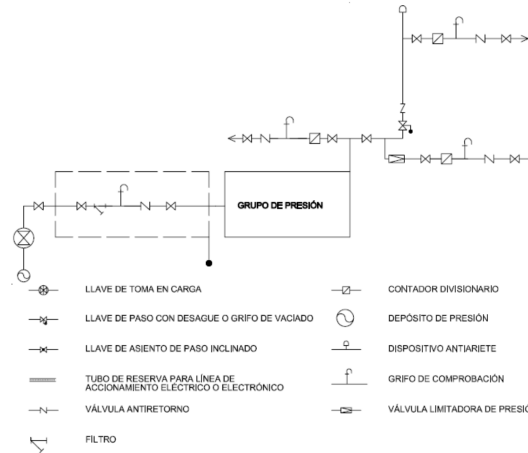 GRUPO DE PRESIÓN
LLAVE DE TOMA EN CARGA
LLAVE DE PASO CON DESAGUE O GRIFO DE VACIADO
LLAVE DE ASIENTO DE PASO INCLINADO
TUBO DE RESERVA PARA LÍNEA DE
ACCIONAMIENTO ELÉCTRICO O ELECTRÓNICO
VÁLVULA ANTIRETORNO
FILTRO
CONTADOR DIVISIONARIO
DEPÓSITO DE PRESIÓN
DISPOSITIVO ANTIARIETE
GRIFO DE COMPROBACIÓN
VÁLVULA LIMITADORA DE PRESIÓ